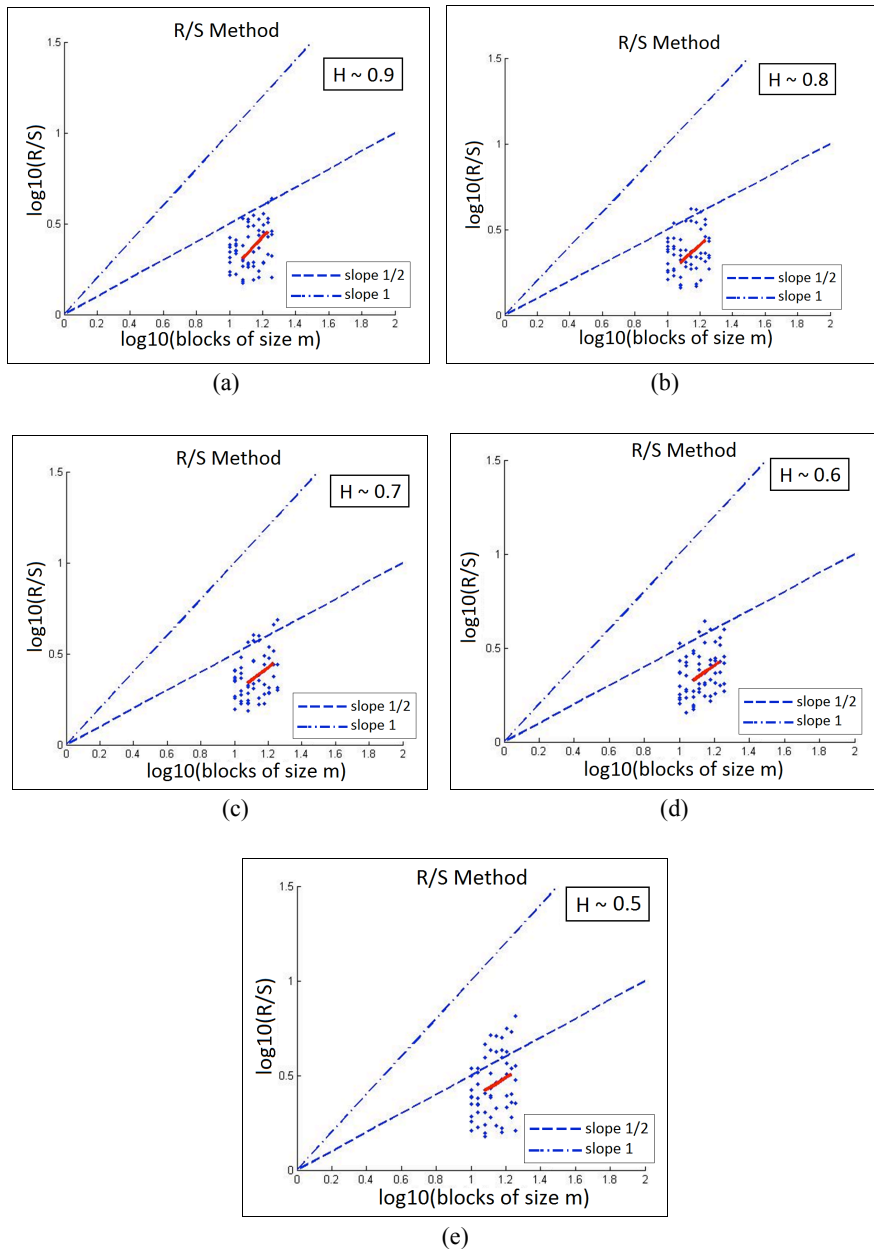 R/S Method
H ~ 0.9
1.5
1
0.5
0
log10(R/S)
slope 1/2
slope 1
0 0.2 0.4 0.6 0.8 1.0 1.2 1.4 1.6 1.8 2
log10(blocks of size m)
(a)
R/S Method
H ~ 0.8
1.5
1
0.5
0
log10(R/S)
slope 1/2
slope 1
0 0.2 0.4 0.6 0.8 1.0 1.2 1.4 1.6 1.8 2
log10(blocks of size m)
(b)
R/S Method
H ~ 0.7
1.5
1
0.5
0
log10(R/S)
slope 1/2
slope 1
0 0.2 0.4 0.6 0.8 1.0 1.2 1.4 1.6 1.8 2
log10(blocks of size m)
(c)
R/S Method
H ~ 0.6
1.5
1
0.5
0
log10(R/S)
slope 1/2
slope 1
0 0.2 0.4 0.6 0.8 1.0 1.2 1.4 1.6 1.8 2
log10(blocks of size m)
(d)
R/S Method
H ~ 0.5
1.5
1
0.5
0
log10(R/S)
slope 1/2
slope 1
0 0.2 0.4 0.6 0.8 1.0 1.2 1.4 1.6 1.8 2
log10(blocks of size m)
(e)